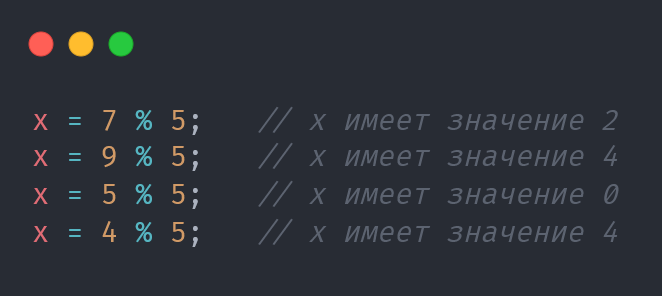 x = 7 % 5;   // x имеет значение 2
x = 9 % 5;   // x имеет значение 4
x = 5 % 5;   // x имеет значение 0
x = 4 % 5;   // x имеет значение 4